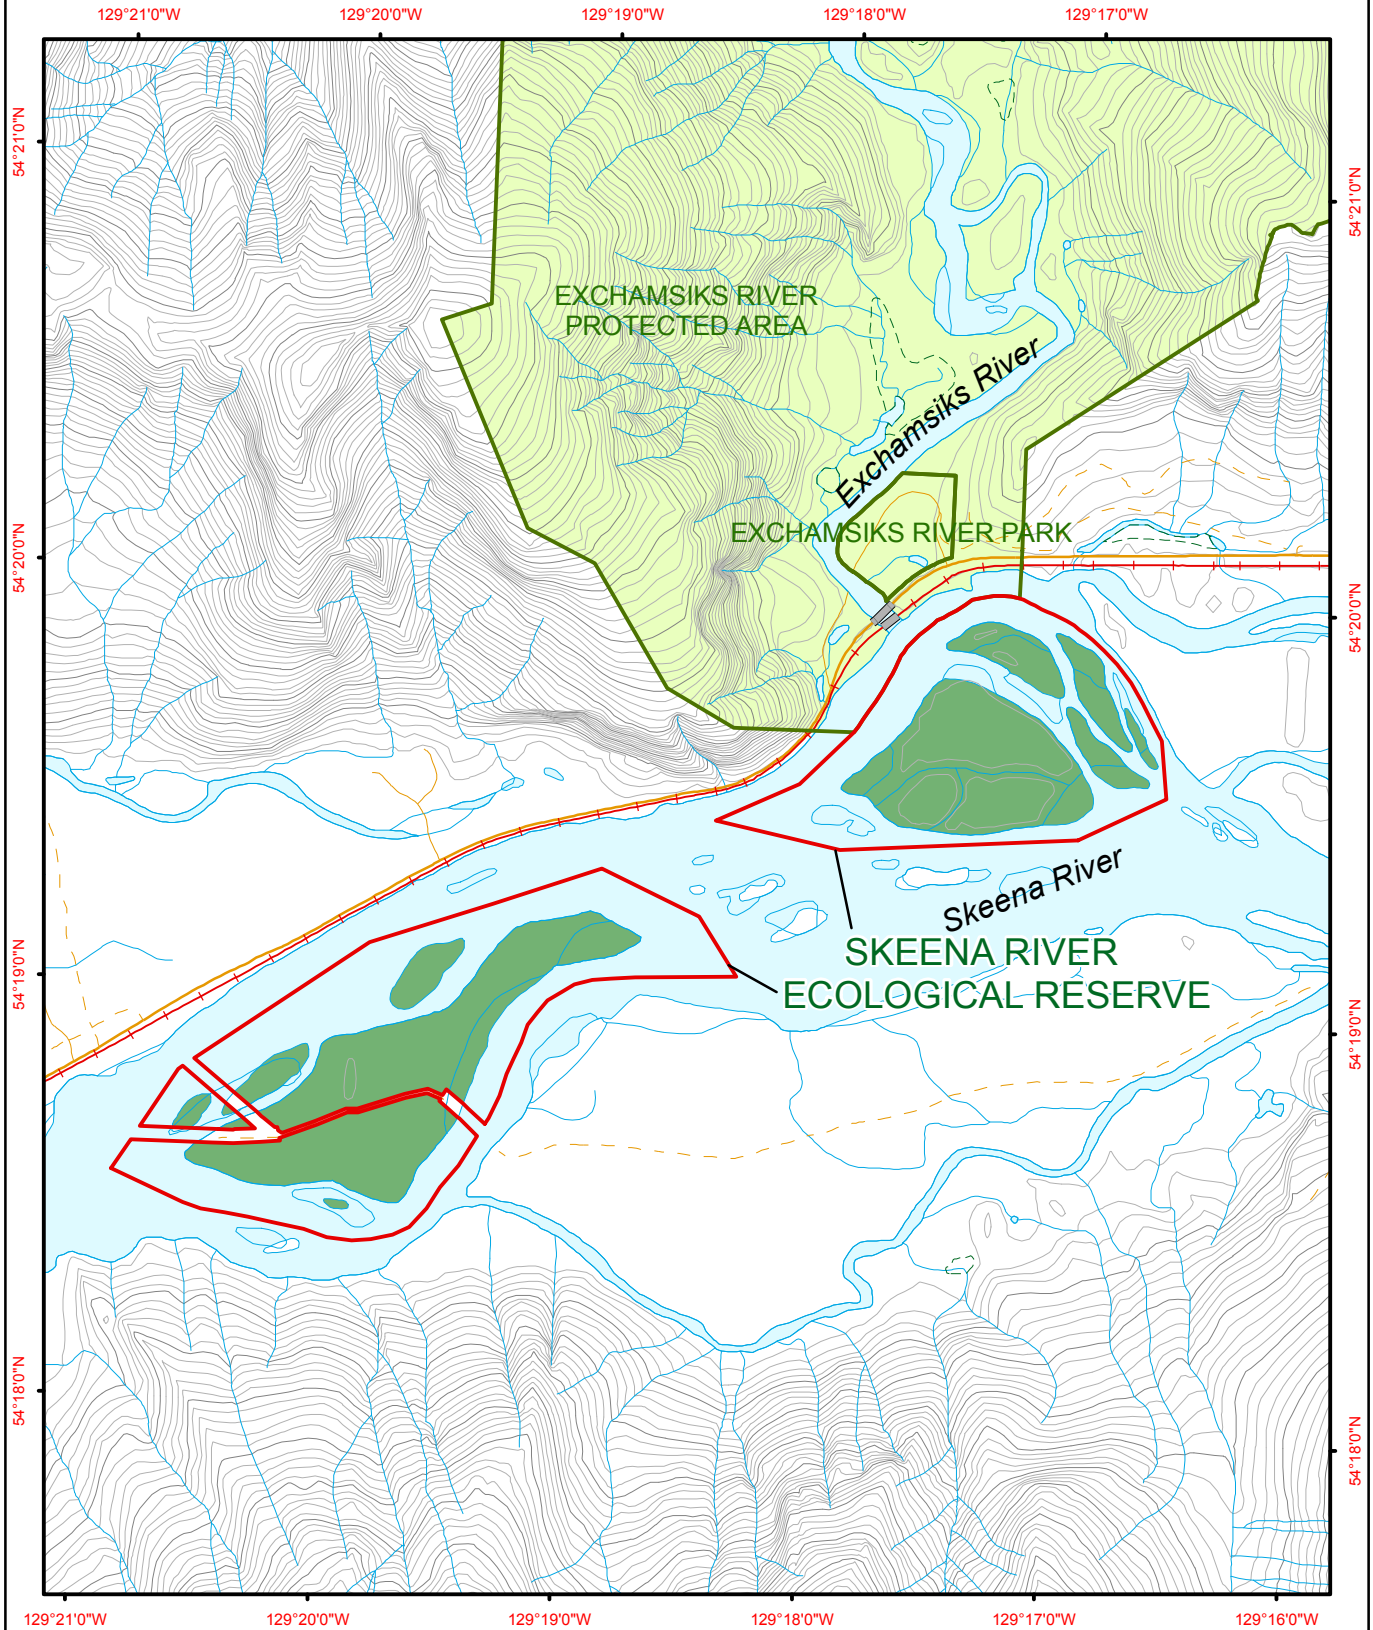 129°21'0"W
129°20'0"W
129°19'0"W
129°18'0"W
129°17'0"W
54°21'0"N
54°21'0"N
EXCHAMSIKS RIVER
PROTECTED AREA
Exchamsiks River
EXCHAMSIKS RIVER PARK
54°20'0"N
54°20'0"N
Skeena River
SKEENA RIVER
ECOLOGICAL RESERVE
54°19'0"N
54°19'0"N
54°18'0"N
54°18'0"N
129°21'0"W
129°20'0"W
129°19'0"W
129°18'0"W
129°17'0"W
129°16'0"W